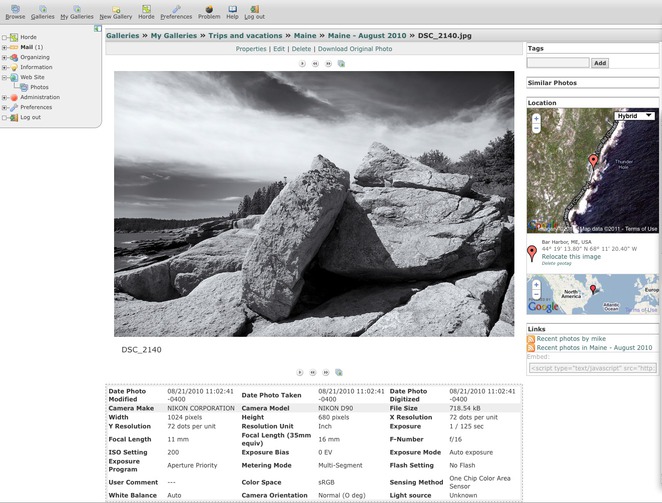 Browse Galleries My Galleries New Gallery Horde Preferences Problem Help Log out
Horde
Mail (1)
Organizing
Information
Web Site
Photos
Administration
Preferences
Log out
Galleries » My Galleries » Trips and vacations » Maine » Maine - August 2010 » DSC_2140.jpg
Properties | Edit | Delete | Download Original Photo
DSC_2140
Date Photo Modified 08/21/2010 11:02:41 -0400 Date Photo Taken 08/21/2010 11:02:41 -0400 Date Photo Digitized 08/21/2010 11:02:41 -0400
Camera Make NIKON CORPORATION Camera Model NIKON D90 File Size 718.54 kB
Width 1024 pixels Height 680 pixels X Resolution 72 dots per unit
Y Resolution 72 dots per unit Resolution Unit Inch Exposure 1 / 125 sec
Focal Length 11 mm Focal Length (35mm equiv) 16 mm F-Number f/16
ISO Setting 200 Exposure Bias 0 EV Exposure Mode Auto exposure
Exposure Program Aperture Priority Metering Mode Multi-Segment Flash Setting No Flash
User Comment --- Color Space sRGB Sensing Method One Chip Color Area Sensor
White Balance Auto Camera Orientation Normal (O deg) Light source Unknown
Tags
Add
Similar Photos
Location
Hybrid
Thunder Hole
Map data ©2011 - Terms of Use
Bar Harbor, ME, USA
44° 19' 13.80" N 68° 11' 20.40" W
Relocate this image
Delete geotag
North America
Atlantic Ocean
Europ
Google
Terms of Use
Links
Recent photos by mike
Recent photos in Maine - August 2010
Embed:
<script type="text/javascript" src="http: